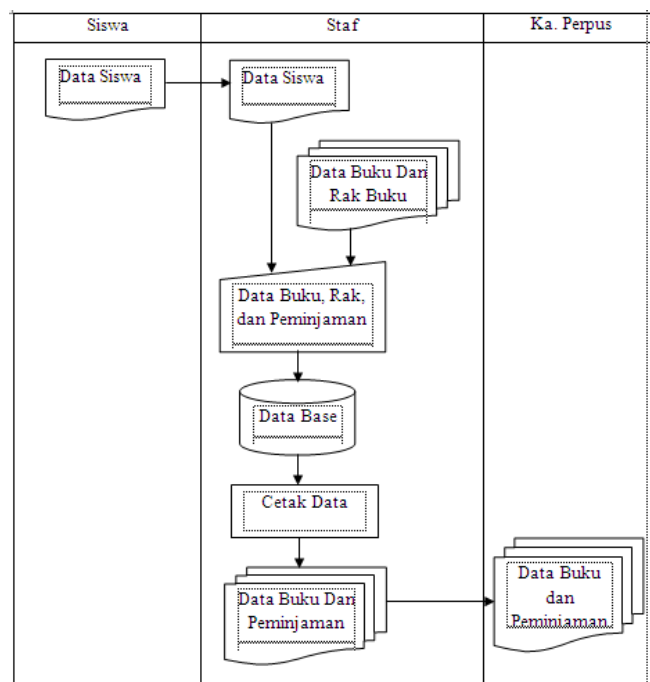 Siswa
Staf
Ka. Perpus
Data Siswa
Data Siswa
Data Buku Dan
Rak Buku
Data Buku, Rak,
dan Peminjaman
Data Base
Cetak Data
Data Buku Dan
Peminjaman
Data Buku
dan
Peminjaman